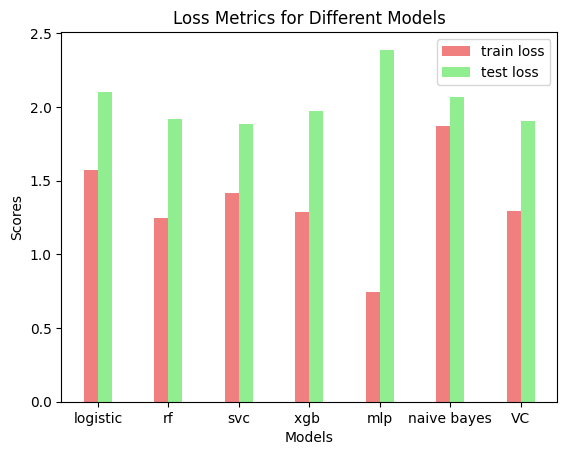 Loss Metrics for Different Models
train loss
test loss
Scores
2.5
2.0
1.5
1.0
0.5
0.0
logistic rf svc xgb mlp naive bayes VC
Models